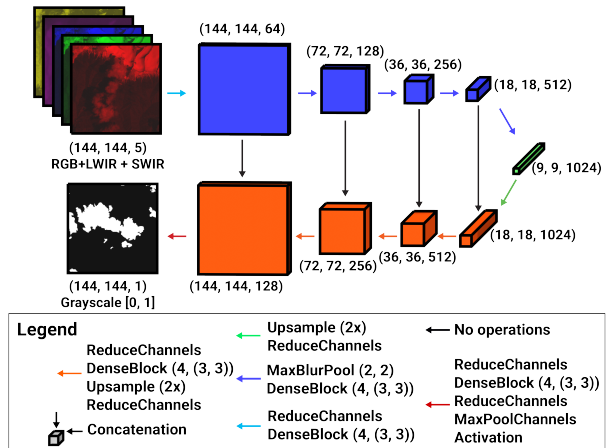 (144, 144, 64)
(72, 72, 128)
(36, 36, 256)
(18, 18, 512)
(144, 144, 5)
RGB+LWIR + SWIR
(9, 9, 1024)
(18, 18, 1024)
(36, 36, 512)
(72, 72, 256)
(144, 144, 128)
(144, 144, 1)
Grayscale [0, 1]
Legend
ReduceChannels
DenseBlock (4, (3, 3))
Upsample (2x)
ReduceChannels
Concatenation
Upsample (2x)
ReduceChannels
MaxBlurPool (2, 2)
DenseBlock (4, (3, 3))
ReduceChannels
DenseBlock (4, (3, 3))
No operations
ReduceChannels
DenseBlock (4, (3, 3))
ReduceChannels
MaxPoolChannels
Activation